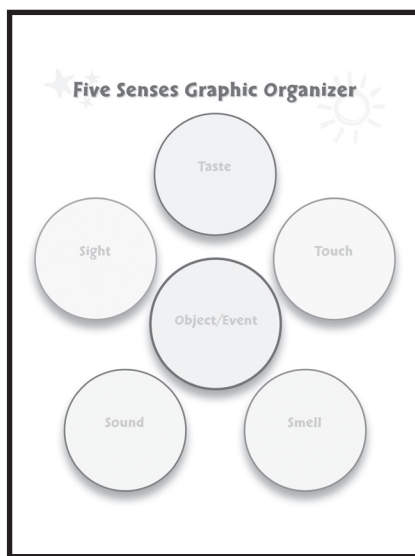 Five Senses Graphic Organizer
Taste
Sight
Touch
Object/Event
Sound
Smell